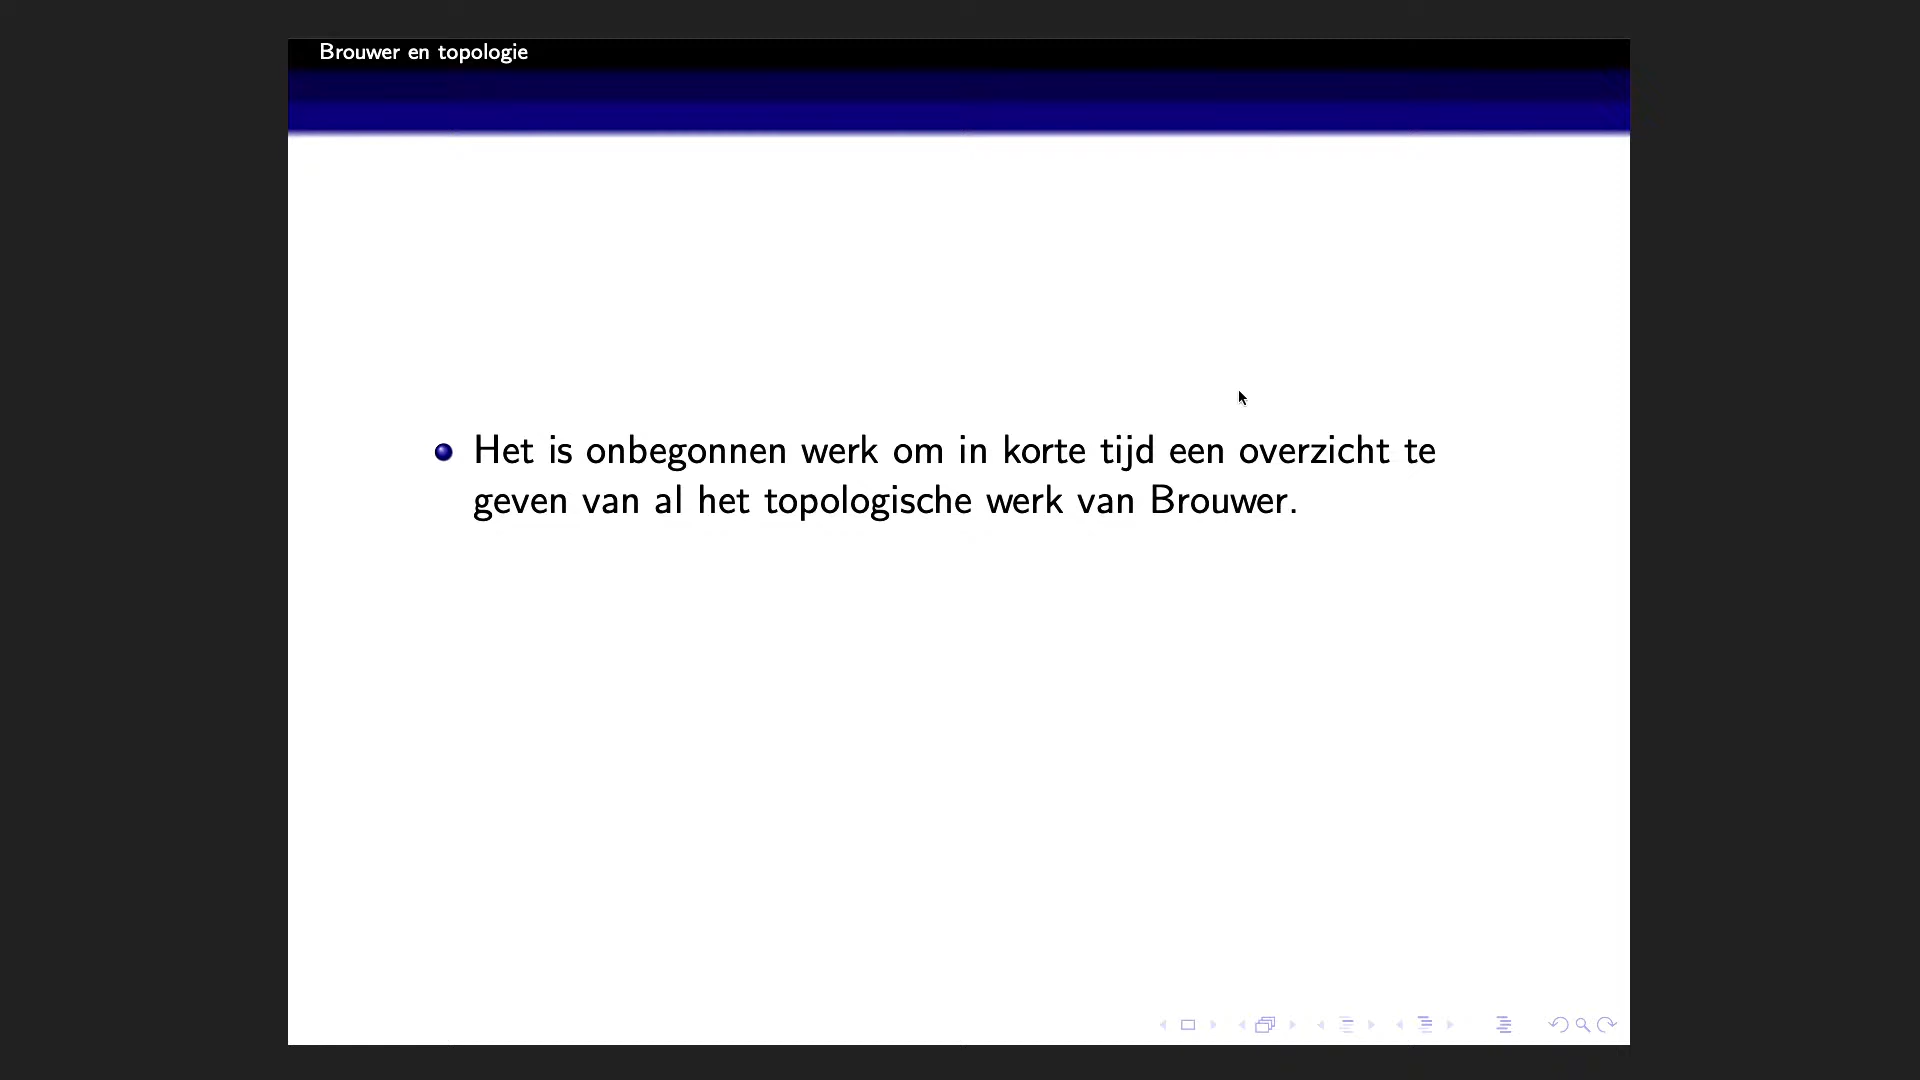 Brouwer en topologie
Het is onbegonnen werk om in korte tijd een overzicht te
geven van al het topologische werk van Brouwer.